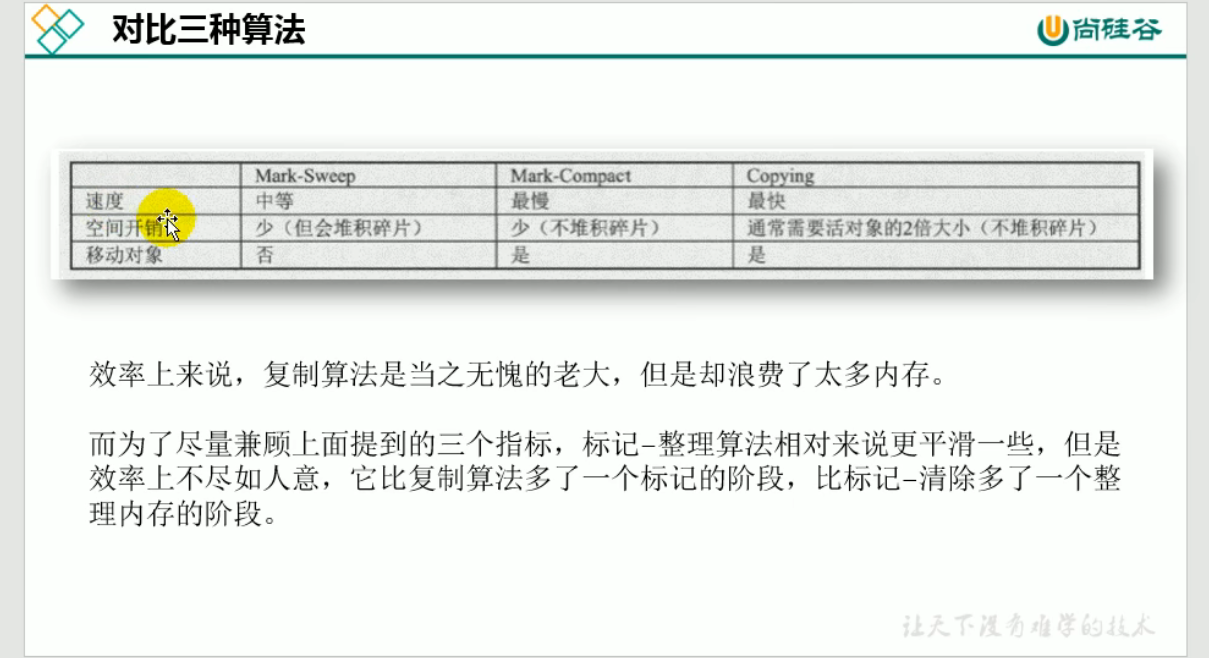 对比三种算法
尚硅谷
Mark-Sweep Mark-Compact Copying
速度 中等 最慢 最快
空间开销 少（但会堆积碎片） 少（不堆积碎片） 通常需要活对象的2倍大小（不堆积碎片）
移动对象 否 是 是
效率上来说，复制算法是当之无愧的老大，但是却浪费了太多内存。
而为了尽量兼顾上面提到的三个指标，标记-整理算法相对来说更平滑一些，但是
效率上不尽如人意，它比复制算法多了一个标记的阶段，比标记-清除多了一个整
理内存的阶段。
让天下没有难学的技术